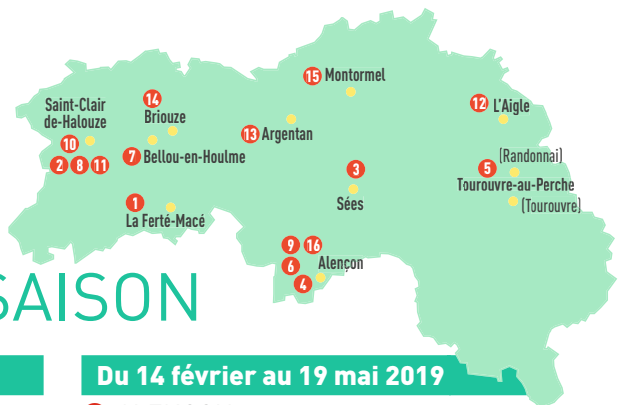 15 Montormel
Saint-Clair
de-Halouze
14
Briouze
12 L'Aigle
10
13 Argentan
2 8 11
7 Bellou-en-Houlme
(Randonnai)
3
5
Tourouvre-au-Perche
1
Sées
(Tourouvre)
La Ferté-Macé
9 16
6 Alençon
4
SAISON
Du 14 février au 19 mai 2019